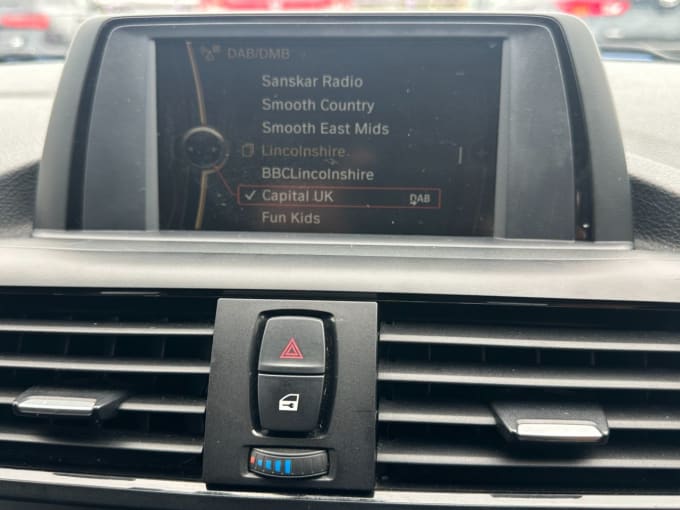 DAB/DMB
Sanskar Radio
Smooth Country
Smooth East Mids
Lincolnshire
BBCLincolnshire
Capital UK DAB
Fun Kids